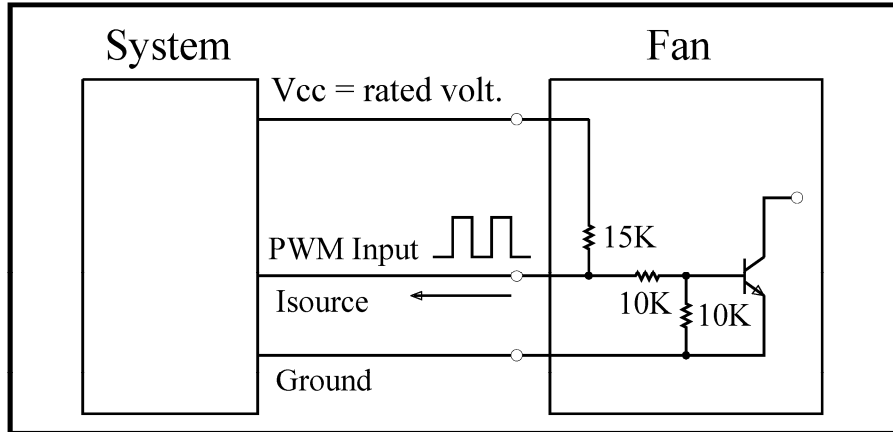 System
Fan
Vcc = rated volt.
15K
PWM Input
Isource
10K
10K
Ground